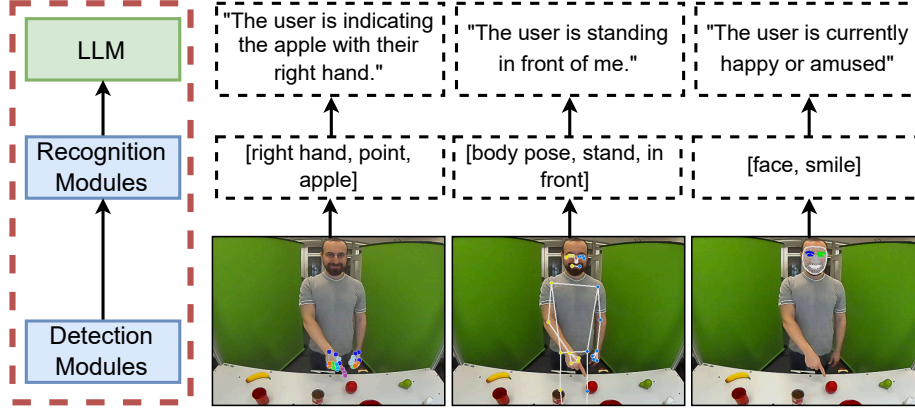 LLM
Recognition
Modules
Detection
Modules
"The user is indicating
the apple with their
right hand."
[right hand, point,
apple]
"The user is standing
in front of me."
[body pose, stand, in
front]
"The user is currently
happy or amused"
[face, smile]